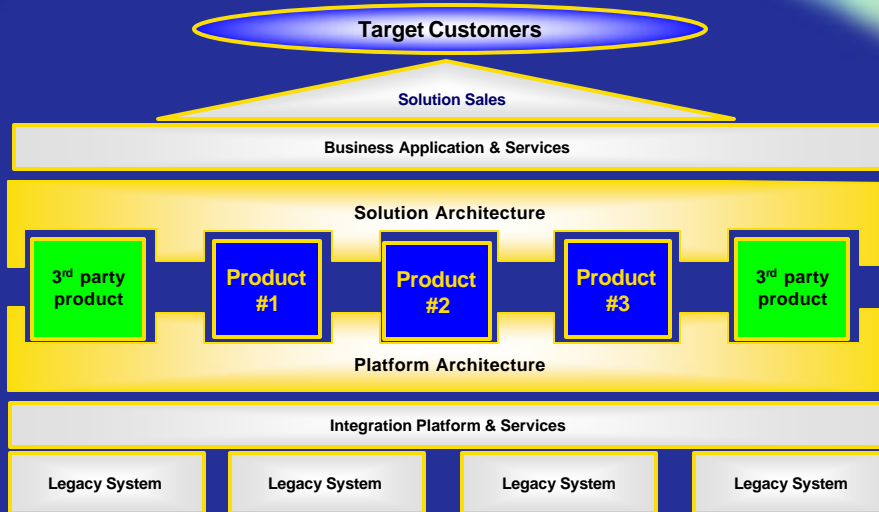 Target Customers
Solution Sales
Business Application & Services
Solution Architecture
3rd party
product
Product
#1
Product
#2
Product
#3
3rd party
product
Platform Architecture
Integration Platform & Services
Legacy System
Legacy System
Legacy System
Legacy System